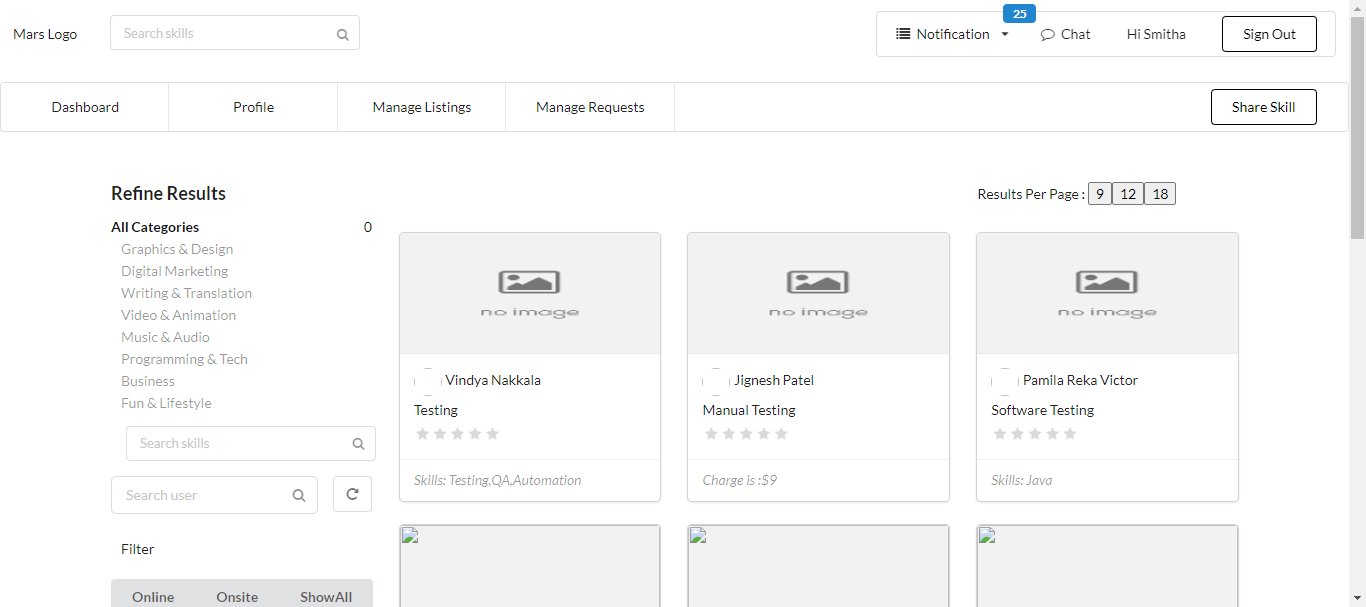 Mars Logo
Search skills
25
Notification
Chat
Hi Smitha
Sign Out
Dashboard
Profile
Manage Listings
Manage Requests
Share Skill
Refine Results
Results Per Page : 9 12 18
All Categories 0
Graphics & Design
Digital Marketing
Writing & Translation
Video & Animation
Music & Audio
Programming & Tech
Business
Fun & Lifestyle
Search skills
Search user
Filter
Online Onsite ShowAll
no image
Vindya Nakkala
Testing
Skills: Testing,QA,Automation
no image
Jignesh Patel
Manual Testing
Charge is :$9
no image
Pamila Reka Victor
Software Testing
Skills: Java